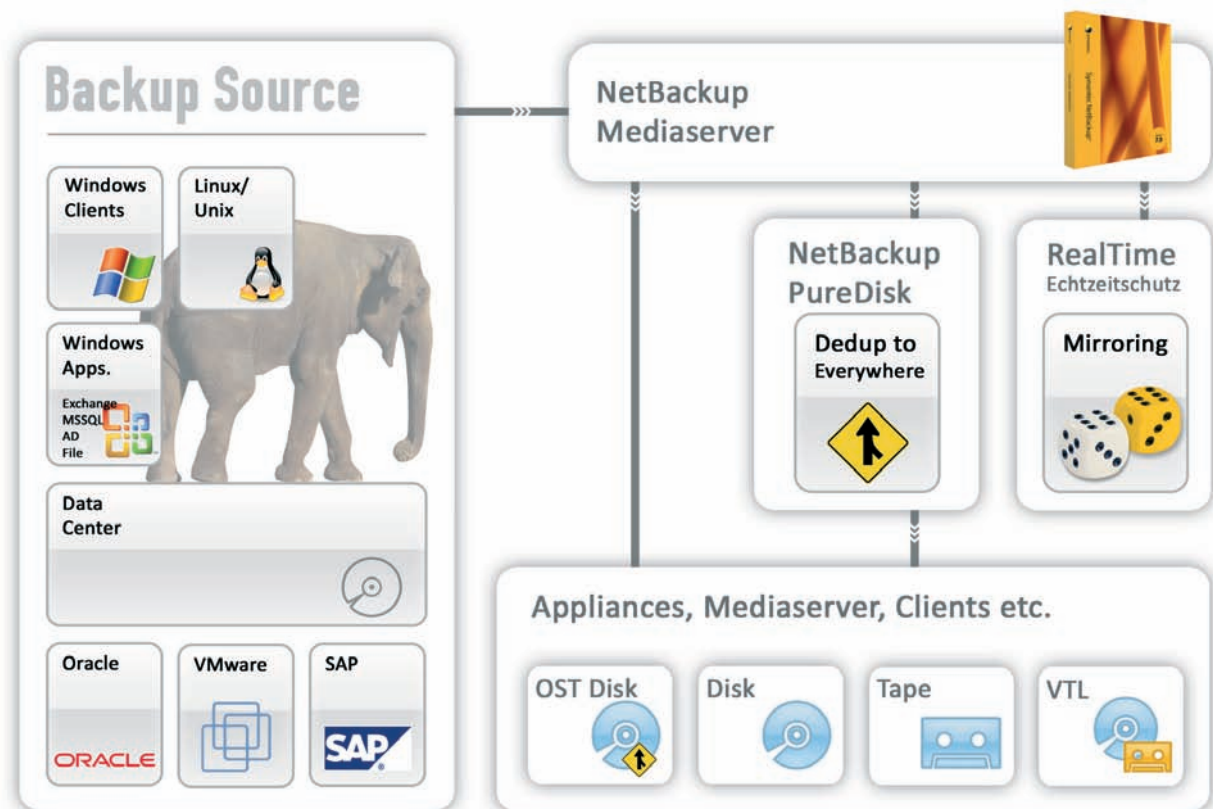 Backup Source
Windows
Clients
Linux/
Unix
Windows
Apps.
Exchange
MSSQL
AD
File
Data
Center
Oracle
ORACLE
VMware
SAP
SAP
NetBackup
Mediaserver
Symantec NetBackup
NetBackup
PureDisk
Dedup to
Everywhere
RealTime
Echtzeitschutz
Mirroring
Appliances, Mediaserver, Clients etc.
OST Disk
Disk
Tape
VTL